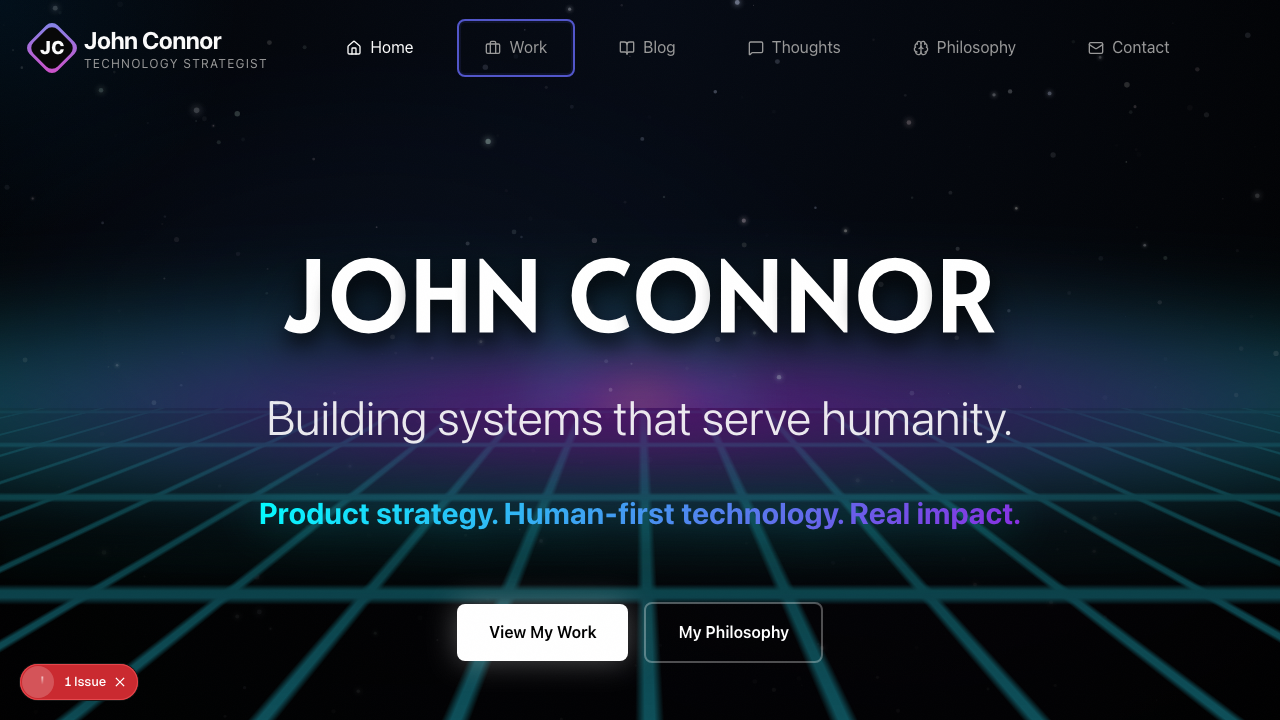 JC
John Connor
TECHNOLOGY STRATEGIST
Home
Work
Blog
Thoughts
Philosophy
Contact
JOHN CONNOR
Building systems that serve humanity.
Product strategy. Human-first technology. Real impact.
View My Work
My Philosophy
1 Issue